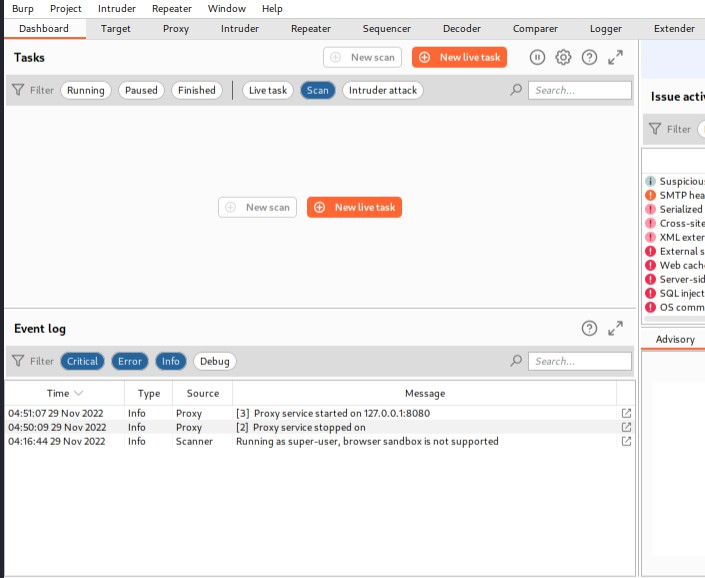 Burp Project Intruder Repeater Window Help
Dashboard Target Proxy Intruder Repeater Sequencer Decoder Comparer Logger Extender
Tasks
New scan
New live task
Filter Running Paused Finished Live task Scan Intruder attack Search...
New scan
New live task
Event log
Filter Critical Error Info Debug Search...
Time Type Source Message
04:51:07 29 Nov 2022 Info Proxy [3] Proxy service started on 127.0.0.1:8080
04:50:09 29 Nov 2022 Info Proxy [2] Proxy service stopped on
04:16:44 29 Nov 2022 Info Scanner Running as super-user, browser sandbox is not supported
Issue activ
Filter
Suspiciou
SMTP hea
Serialized
Cross-site
XML exter
External s
Web cach
Server-sid
SQL inject
OS comm
Advisory